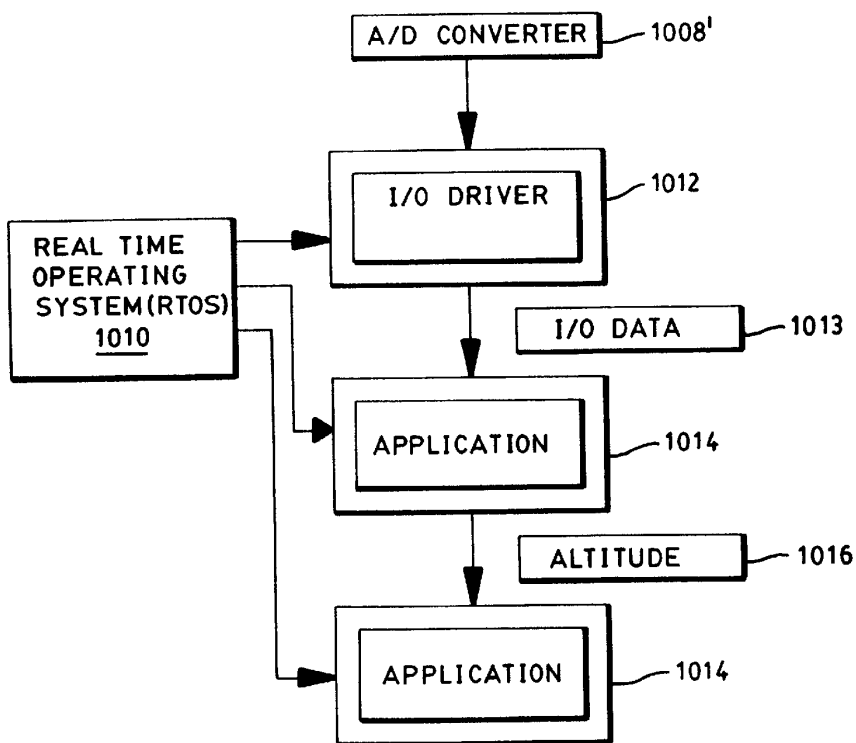 A/D CONVERTER
1008'
I/O DRIVER
1012
REAL TIME
OPERATING
SYSTEM(RTOS)
1010
I/O DATA
1013
APPLICATION
1014
ALTITUDE
1016
APPLICATION
1014